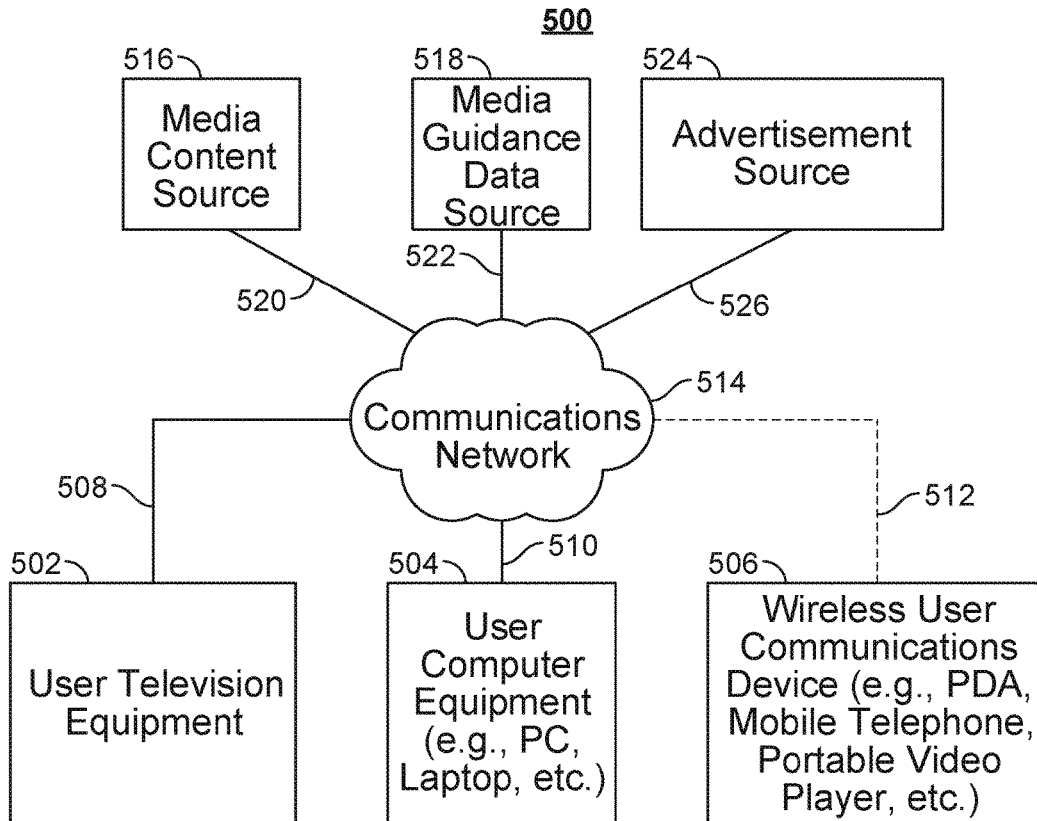 500
516
518
524
Media
Content
Source
Media
Guidance
Data
Source
Advertisement
Source
520
522
526
514
Communications
Network
508
510
512
502
504
506
User Television
Equipment
User
Computer
Equipment
(e.g., PC,
Laptop, etc.)
Wireless User
Communications
Device (e.g., PDA,
Mobile Telephone,
Portable Video
Player, etc.)